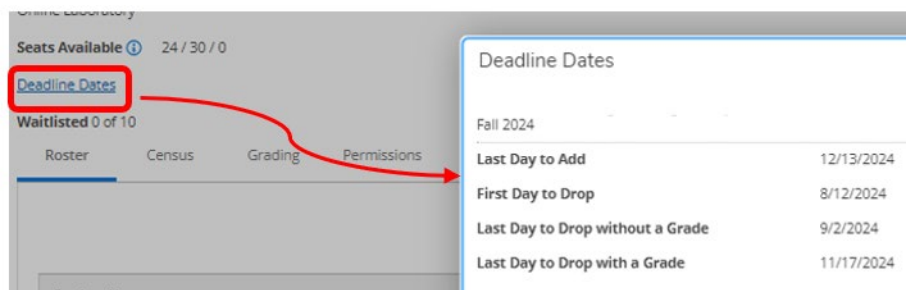 Online Laboratory
Seats Available 24 / 30 / 0
Deadline Dates
Waitlisted 0 of 10
Roster Census Grading Permissions
Deadline Dates
Fall 2024
Last Day to Add 12/13/2024
First Day to Drop 8/12/2024
Last Day to Drop without a Grade 9/2/2024
Last Day to Drop with a Grade 11/17/2024